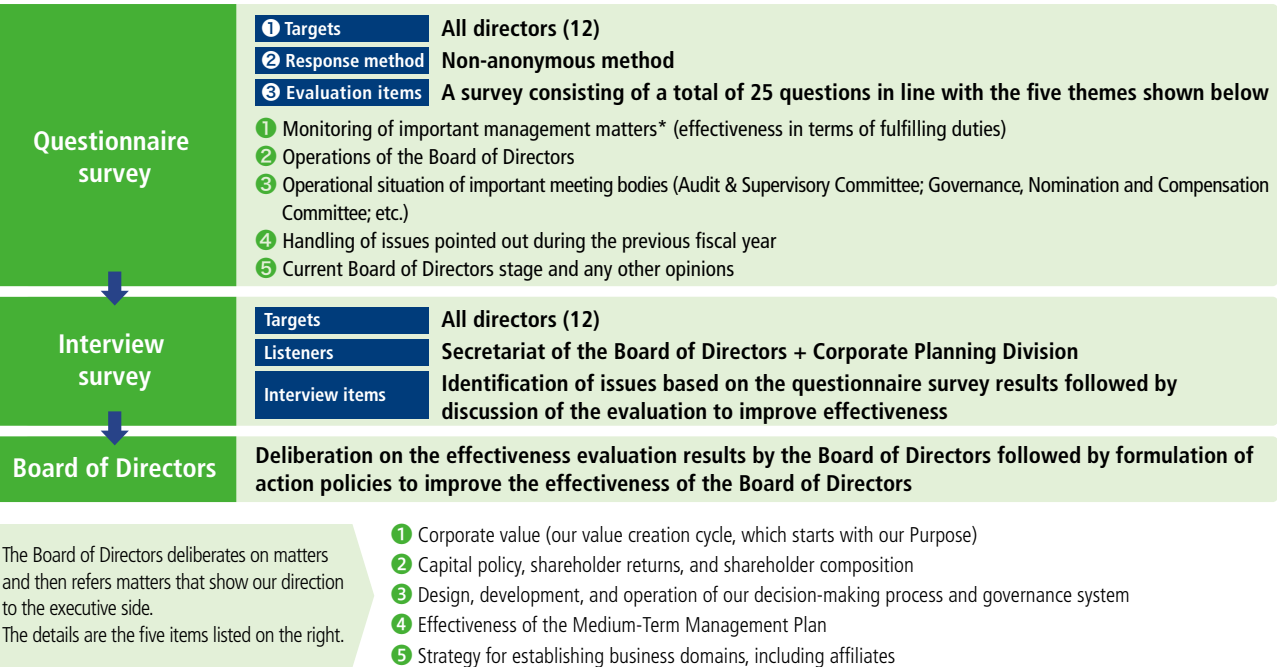 Questionnaire
survey
❶ Targets All directors (12)
❷ Response method Non-anonymous method
❸ Evaluation items A survey consisting of a total of 25 questions in line with the five themes shown below
❶ Monitoring of important management matters* (effectiveness in terms of fulfilling duties)
❷ Operations of the Board of Directors
❸ Operational situation of important meeting bodies (Audit & Supervisory Committee; Governance, Nomination and Compensation
Committee; etc.)
❹ Handling of issues pointed out during the previous fiscal year
❺ Current Board of Directors stage and any other opinions
Interview
survey
Targets All directors (12)
Listeners Secretariat of the Board of Directors + Corporate Planning Division
Interview items Identification of issues based on the questionnaire survey results followed by
discussion of the evaluation to improve effectiveness
Board of Directors
Deliberation on the effectiveness evaluation results by the Board of Directors followed by formulation of
action policies to improve the effectiveness of the Board of Directors
The Board of Directors deliberates on matters
and then refers matters that show our direction
to the executive side.
The details are the five items listed on the right.
❶ Corporate value (our value creation cycle, which starts with our Purpose)
❷ Capital policy, shareholder returns, and shareholder composition
❸ Design, development, and operation of our decision-making process and governance system
❹ Effectiveness of the Medium-Term Management Plan
❺ Strategy for establishing business domains, including affiliates